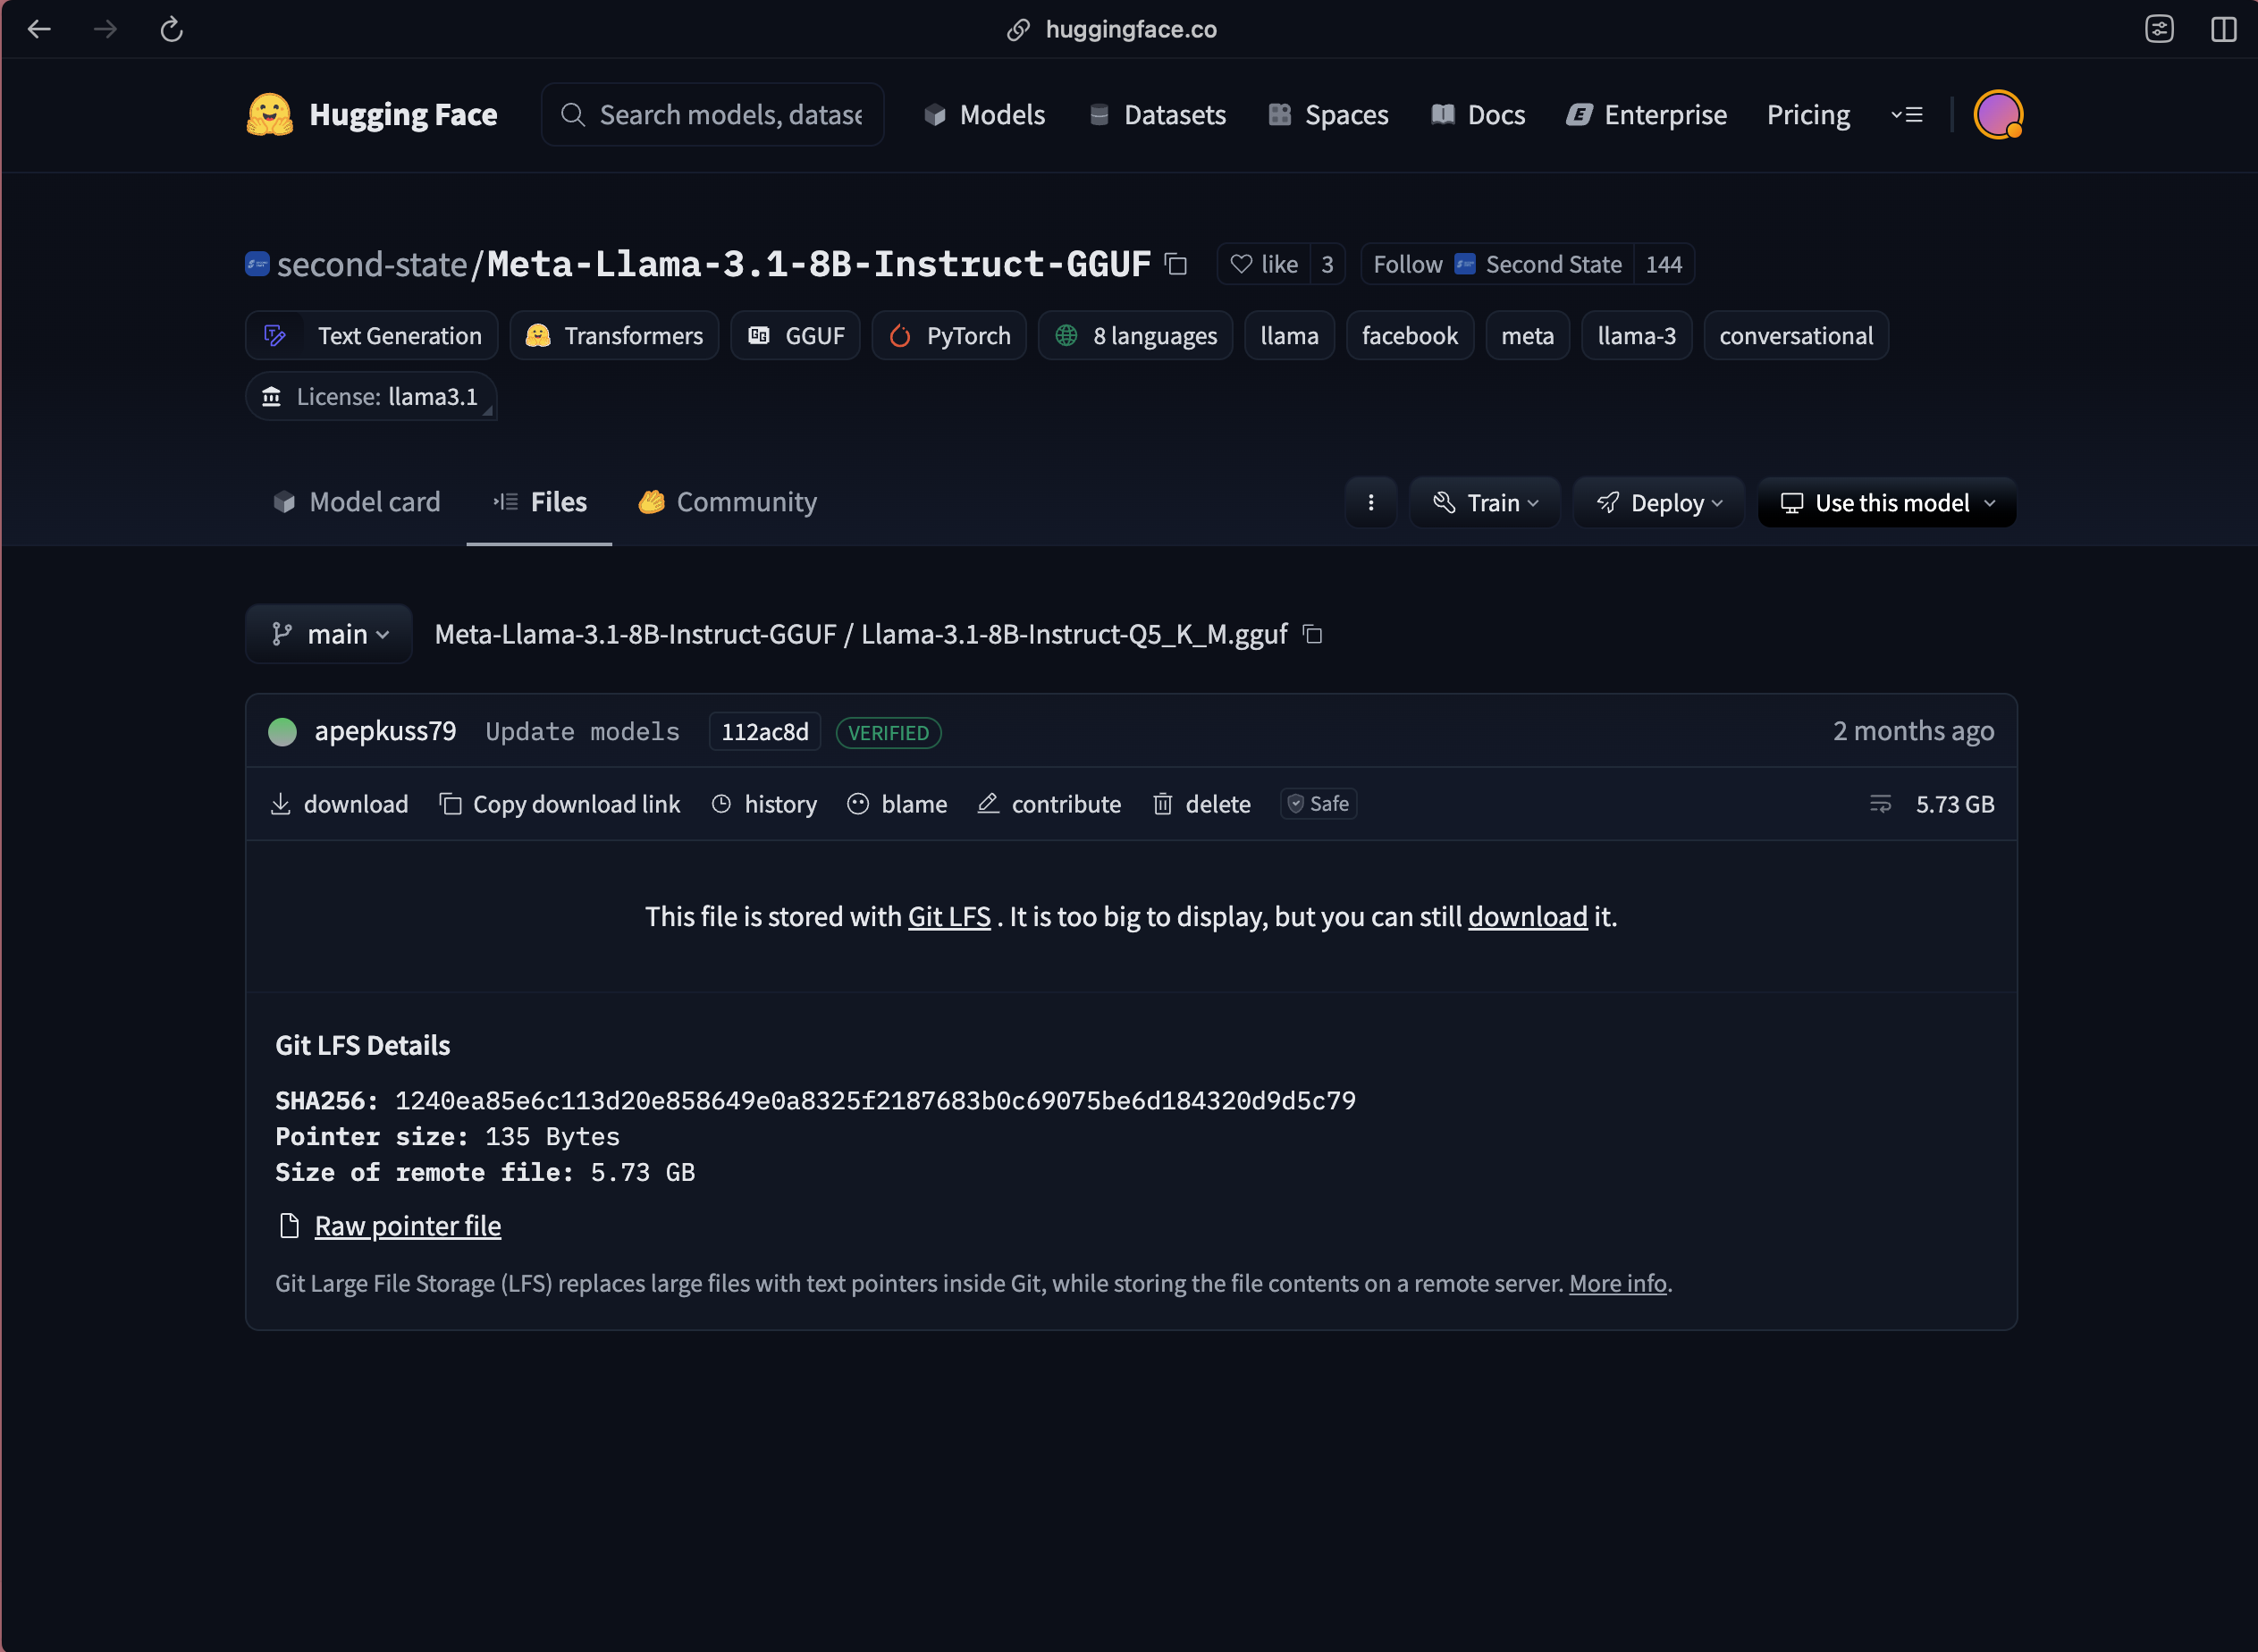 huggingface.co
Hugging Face Search models, datase Models Datasets Spaces Docs Enterprise Pricing
second-state/Meta-Llama-3.1-8B-Instruct-GGUF like 3 Follow Second State 144
Text Generation Transformers GGUF PyTorch 8 languages llama facebook meta llama-3 conversational
License: llama3.1
Model card Files Community Train Deploy Use this model
main Meta-Llama-3.1-8B-Instruct-GGUF / Llama-3.1-8B-Instruct-Q5_K_M.gguf
apepkuss79 Update models 112ac8d VERIFIED 2 months ago
download Copy download link history blame contribute delete Safe 5.73 GB
This file is stored with Git LFS . It is too big to display, but you can still download it.
Git LFS Details
SHA256: 1240ea85e6c113d20e858649e0a8325f2187683b0c69075be6d184320d9d5c79
Pointer size: 135 Bytes
Size of remote file: 5.73 GB
Raw pointer file
Git Large File Storage (LFS) replaces large files with text pointers inside Git, while storing the file contents on a remote server. More info.